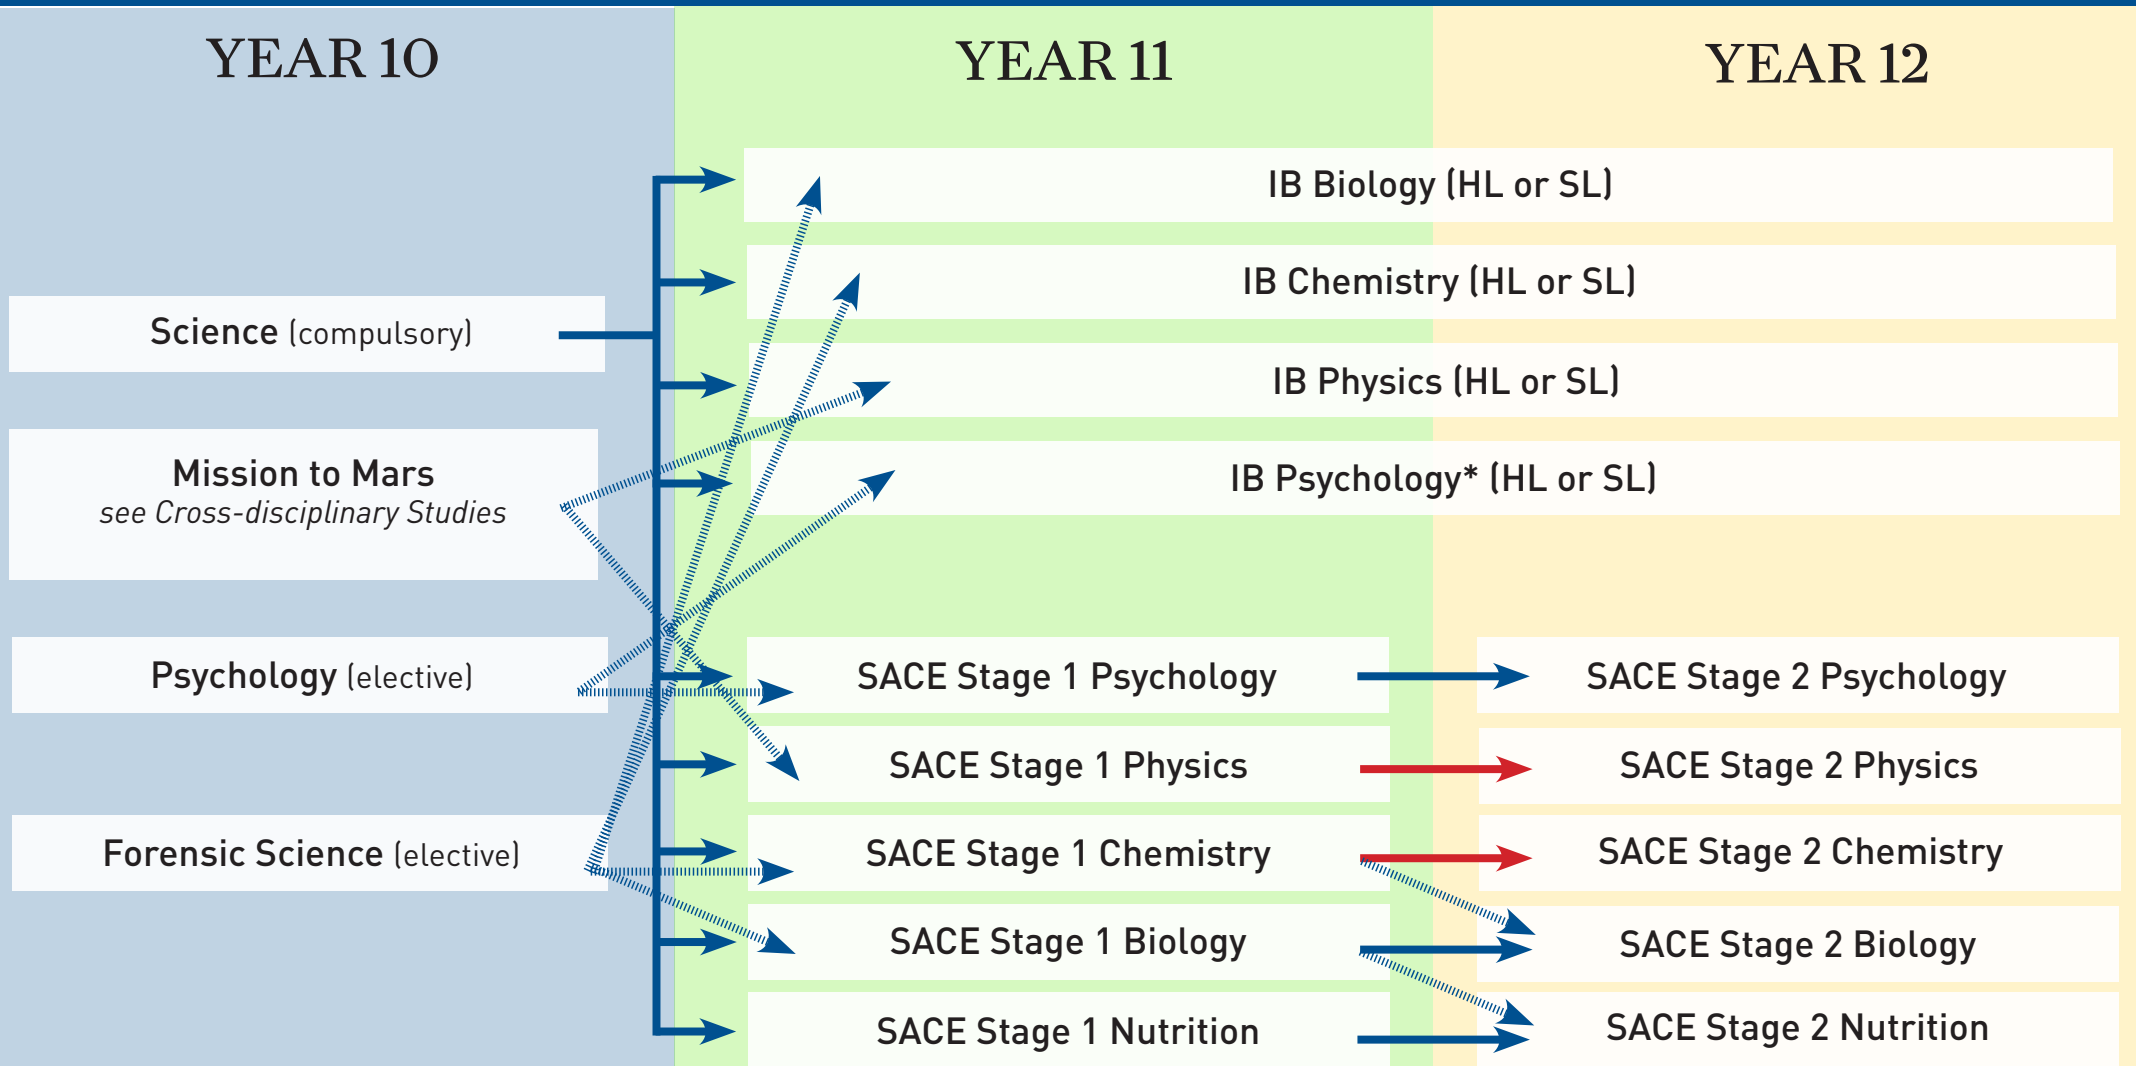 YEAR 10
YEAR 11
YEAR 12
IB Biology (HL or SL)
IB Chemistry (HL or SL)
Science (compulsory)
IB Physics (HL or SL)
Mission to Mars
see Cross-disciplinary Studies
IB Psychology* (HL or SL)
Psychology (elective)
SACE Stage 1 Psychology
SACE Stage 2 Psychology
SACE Stage 1 Physics
SACE Stage 2 Physics
Forensic Science (elective)
SACE Stage 1 Chemistry
SACE Stage 2 Chemistry
SACE Stage 1 Biology
SACE Stage 2 Biology
SACE Stage 1 Nutrition
SACE Stage 2 Nutrition